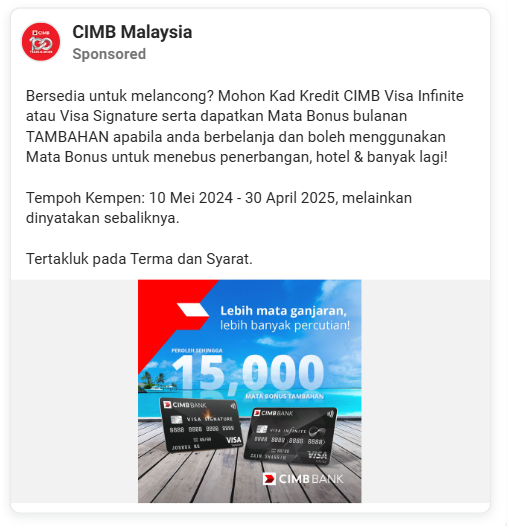 CIMB
100
CIMB Malaysia
Sponsored
Bersedia untuk melancong? Mohon Kad Kredit CIMB Visa Infinite
atau Visa Signature serta dapatkan Mata Bonus bulanan
TAMBAHAN apabila anda berbelanja dan boleh menggunakan
Mata Bonus untuk menebus penerbangan, hotel & banyak lagi!
Tempoh Kempen: 10 Mei 2024 - 30 April 2025, melainkan
dinyatakan sebaliknya.
Tertakluk pada Terma dan Syarat.
Lebih mata ganjaran,
lebih banyak percutian!
PEROLEH SEHINGGA
15,000
MATA BONUS TAMBAHAN
CIMB BANK
VISA SIGNATURE
VISA
CIMB BANK
VISA INFINITE
VISA
CIMB BANK